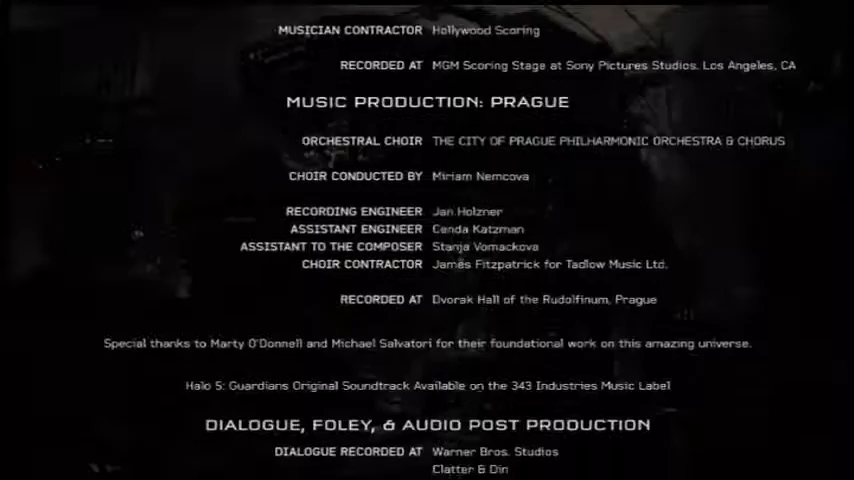 MUSICIAN CONTRACTOR Hollywood Scoring
RECORDED AT MGM Scoring Stage at Sony Pictures Studios, Los Angeles, CA
MUSIC PRODUCTION: PRAGUE
ORCHESTRAL CHOIR THE CITY OF PRAGUE PHILHARMONIC ORCHESTRA & CHORUS
CHOIR CONDUCTED BY Miriam Nemcova
RECORDING ENGINEER Jan Holzner
ASSISTANT ENGINEER Cenda Katzman
ASSISTANT TO THE COMPOSER Stanja Vomackova
CHOIR CONTRACTOR James Fitzpatrick for Tadlow Music Ltd.
RECORDED AT Dvorak Hall of the Rudolfinum, Prague
Special thanks to Marty O'Donnell and Michael Salvatori for their foundational work on this amazing universe.
Halo 5: Guardians Original Soundtrack Available on the 343 Industries Music Label
DIALOGUE, FOLEY, & AUDIO POST PRODUCTION
DIALOGUE RECORDED AT Warner Bros. Studios
Clatter & Din